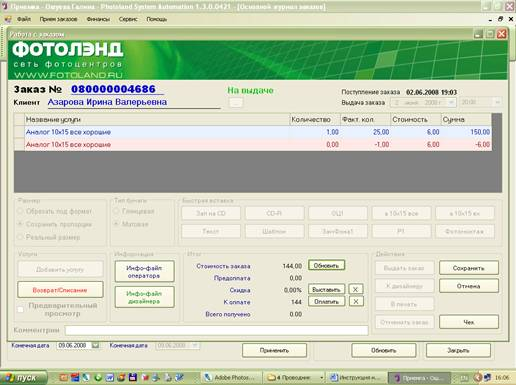 Приемка - Ошуева Галина - Photoland System Automation 1.3.0.0421 - [Основной журнал заказов]
Файл Прием заказов Финансы Сервис Помощь
Работа с заказом
ФОТОЛЭНД
сеть фотоцентров
WWW.FOTOLAND.RU
Заказ № 080000004686 На выдаче Поступление заказа 02.06.2008 19:03
Клиент Азарова Ирина Валерьевна ... Выдача заказа 2 июня 2008 г. 20:00
Название услуги Количество Факт. кол. Стоимость Сумма
Аналог 10x15 все хорошие 1,00 25,00 6,00 150,00
Аналог 10x15 все хорошие 0,00 -1,00 6,00 -6,00
Размер Тип бумаги Быстрая вставка
Обрезать под формат Глянцевая Зап на CD CD-R ОЦ1 а 10x15 все а 10x15 вк
Сохранить пропорции Матовая
Реальный размер Текст Шаблон ЗамФока1 Р1 Фотомонтаж
Услуги Информация Итог Действия
Добавить услугу Инфо-файл оператора Стоимость заказа 144,00 Обновить Выдать заказ Сохранить
Предоплата 0,00
Возврат/Списание Инфо-файл дизайнера Скидка 0,00% Выставить X К дизайнеру Отмена
К оплате 144 Оплатить X В печать
Предварительный просмотр Всего получено 0.00 Отменить заказ Чек
Комментрии
Конечная дата 09.06.2008 Конечная дата 09.06.2008
Применить Обновить Закрыть
пуск Adobe Photos... 4 Проводник Инструкция н... Приемка - Ош... 16:06